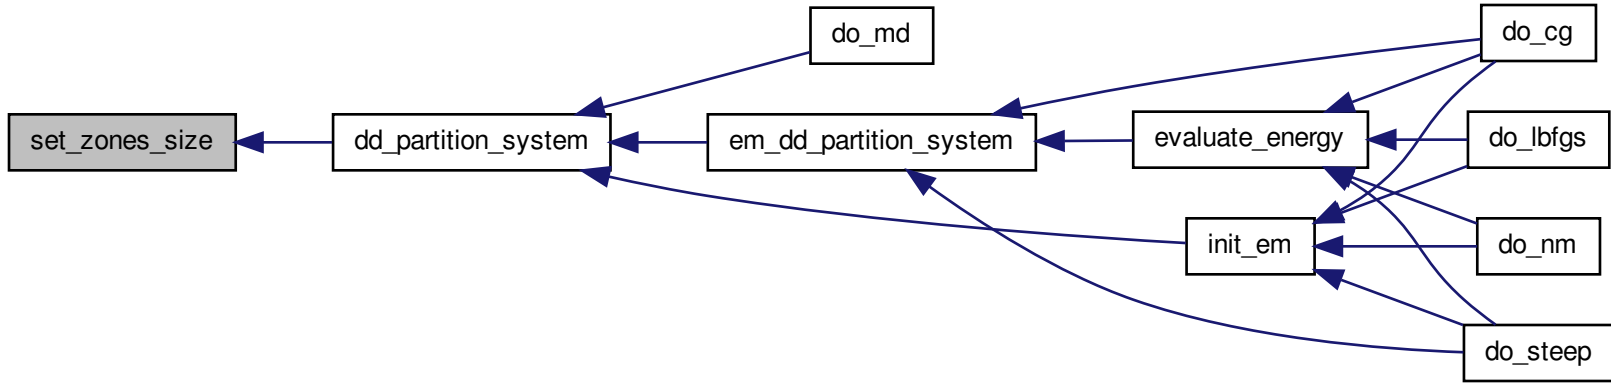 set_zones_size
dd_partition_system
do_md
em_dd_partition_system
evaluate_energy
init_em
do_cg
do_lbfgs
do_nm
do_steep